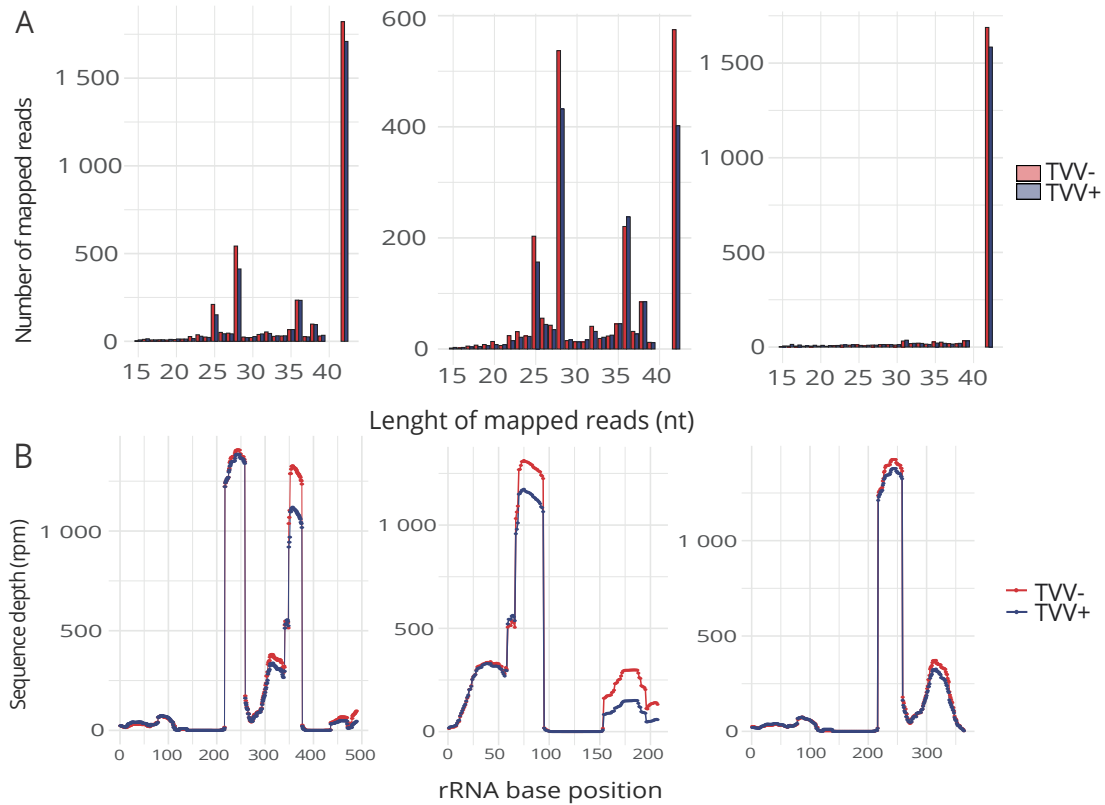 A
Number of mapped reads
1 500
1 000
500
0
15 20 25 30 35 40
600
400
200
0
15 20 25 30 35 40
1 500
1 000
500
0
15 20 25 30 35 40
TVV-
TVV+
Lenght of mapped reads (nt)
B
Sequence depth (rpm)
1 000
500
0
0 100 200 300 400 500
1 000
500
0
0 50 100 150 200
1 000
500
0
0 100 200 300
TVV-
TVV+
rRNA base position